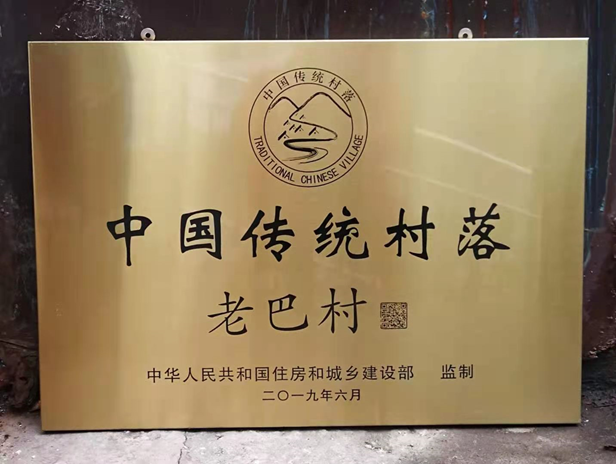 中国传统村落
TRADITIONAL CHINESE VILLAGE
中国传统村落
老巴村
中华人民共和国住房和城乡建设部 监制
二〇一九年六月